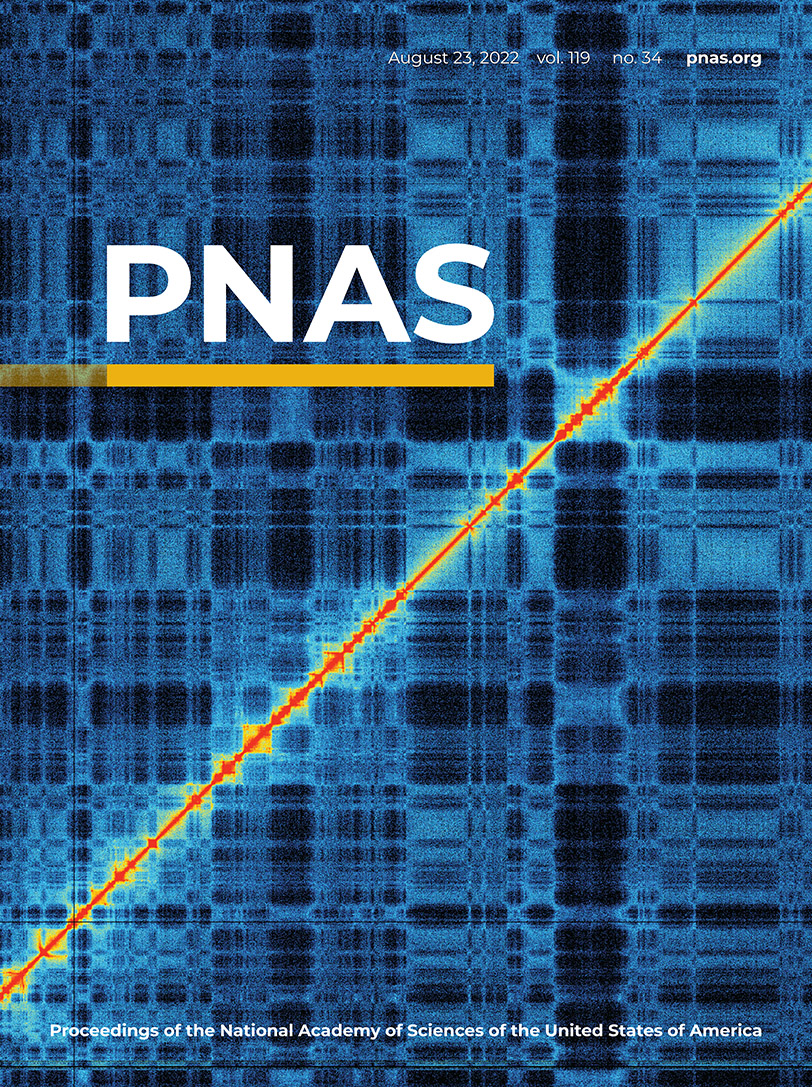 August 23, 2022 vol. 119 no. 34 pnas.org
PNAS
Proceedings of the National Academy of Sciences of the United States of America